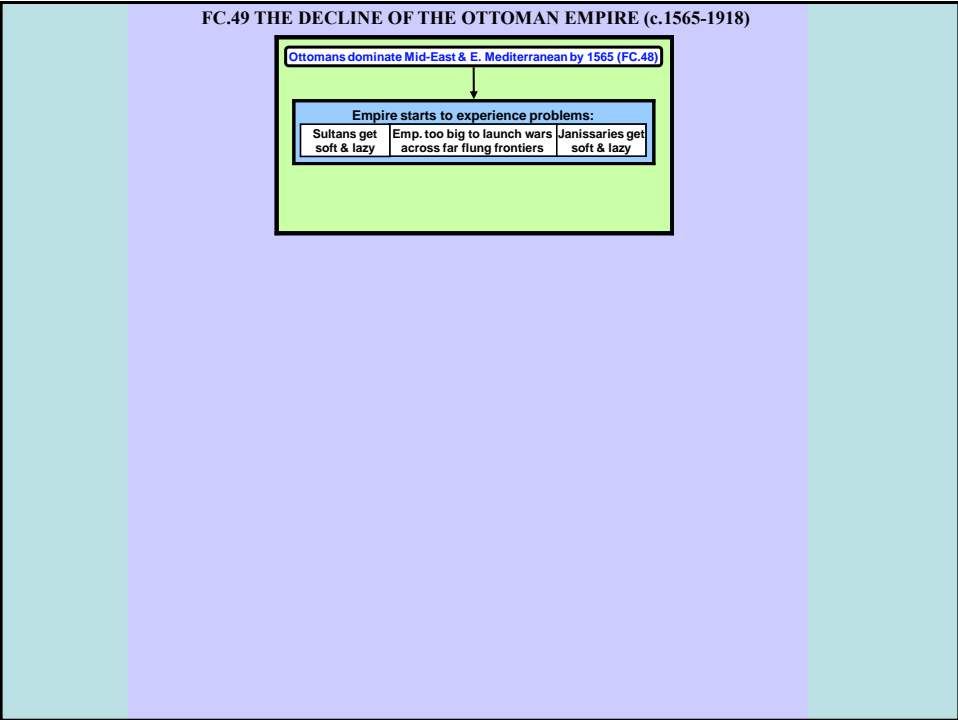 FC.49 THE DECLINE OF THE OTTOMAN EMPIRE (c.1565-1918)
Ottomans dominate Mid-East & E. Mediterranean by 1565 (FC.48)
Empire starts to experience problems:
Sultans get
soft & lazy
Emp. too big to launch wars
across far flung frontiers
Janissaries get
soft & lazy